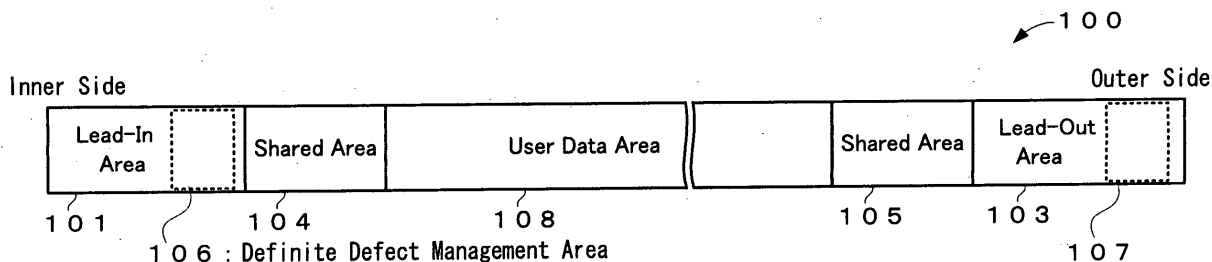 100
Inner Side
Outer Side
Lead-In Area
Shared Area
User Data Area
Shared Area
Lead-Out Area
101
104
108
105
103
106 : Definite Defect Management Area
107